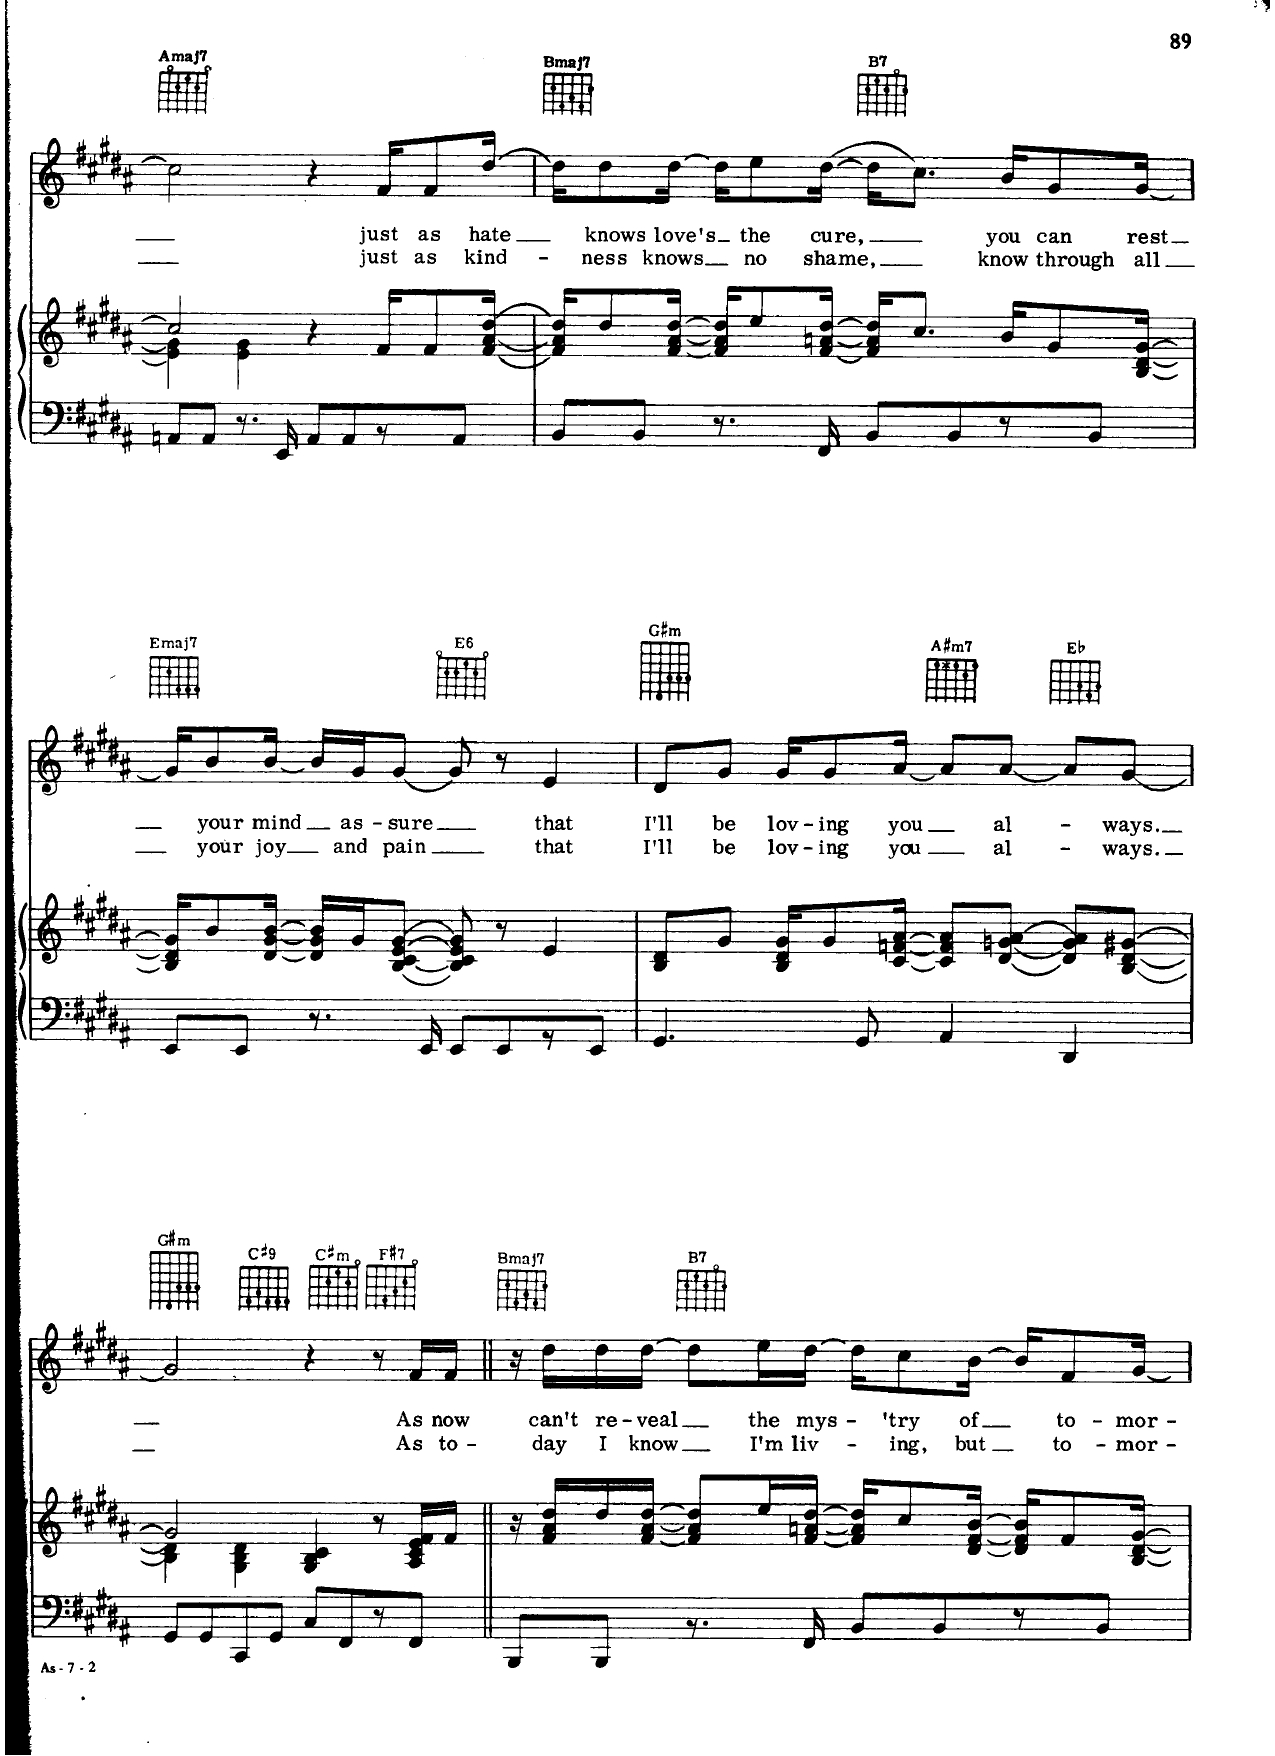 89
Amaj7 Bmaj7 B7
just as hate knows love's the cure, you can rest
just as kind - ness knows no shame, know through all
Emaj7 E6 G♯m A♯m7 E♭
your mind as - sure that I'll be lov - ing you al - ways.
your joy and pain that I'll be lov - ing you al - ways.
G♯m C♯9 C♯m F♯7 Bmaj7 B7
As now can't re - veal the mys - 'try of to - mor -
As to - day I know I'm liv - ing, but to - mor -
As - 7 - 2